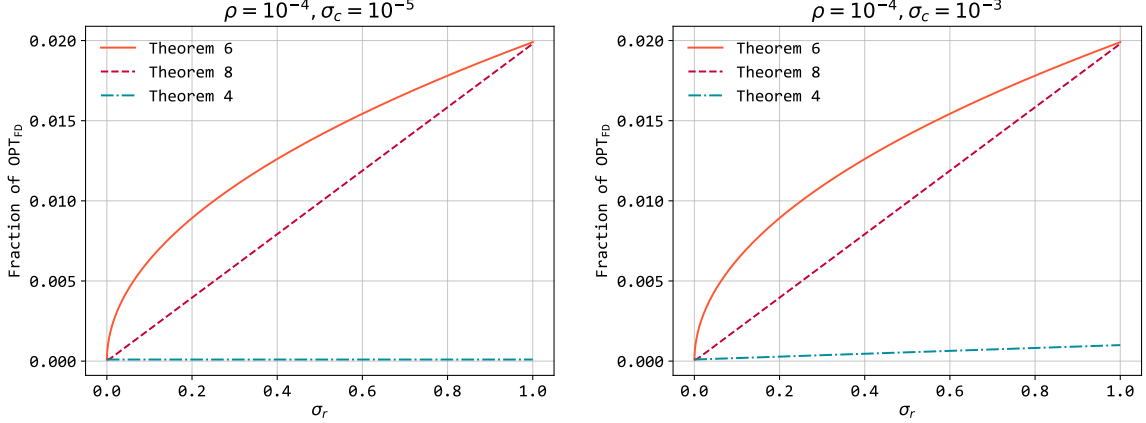 ρ = 10⁻⁴, σ_c = 10⁻⁵
Fraction of OPT_FD
0.020
0.015
0.010
0.005
0.000
Theorem 6
Theorem 8
Theorem 4
0.0 0.2 0.4 0.6 0.8 1.0
σ_r
ρ = 10⁻⁴, σ_c = 10⁻³
Fraction of OPT_FD
0.020
0.015
0.010
0.005
0.000
Theorem 6
Theorem 8
Theorem 4
0.0 0.2 0.4 0.6 0.8 1.0
σ_r